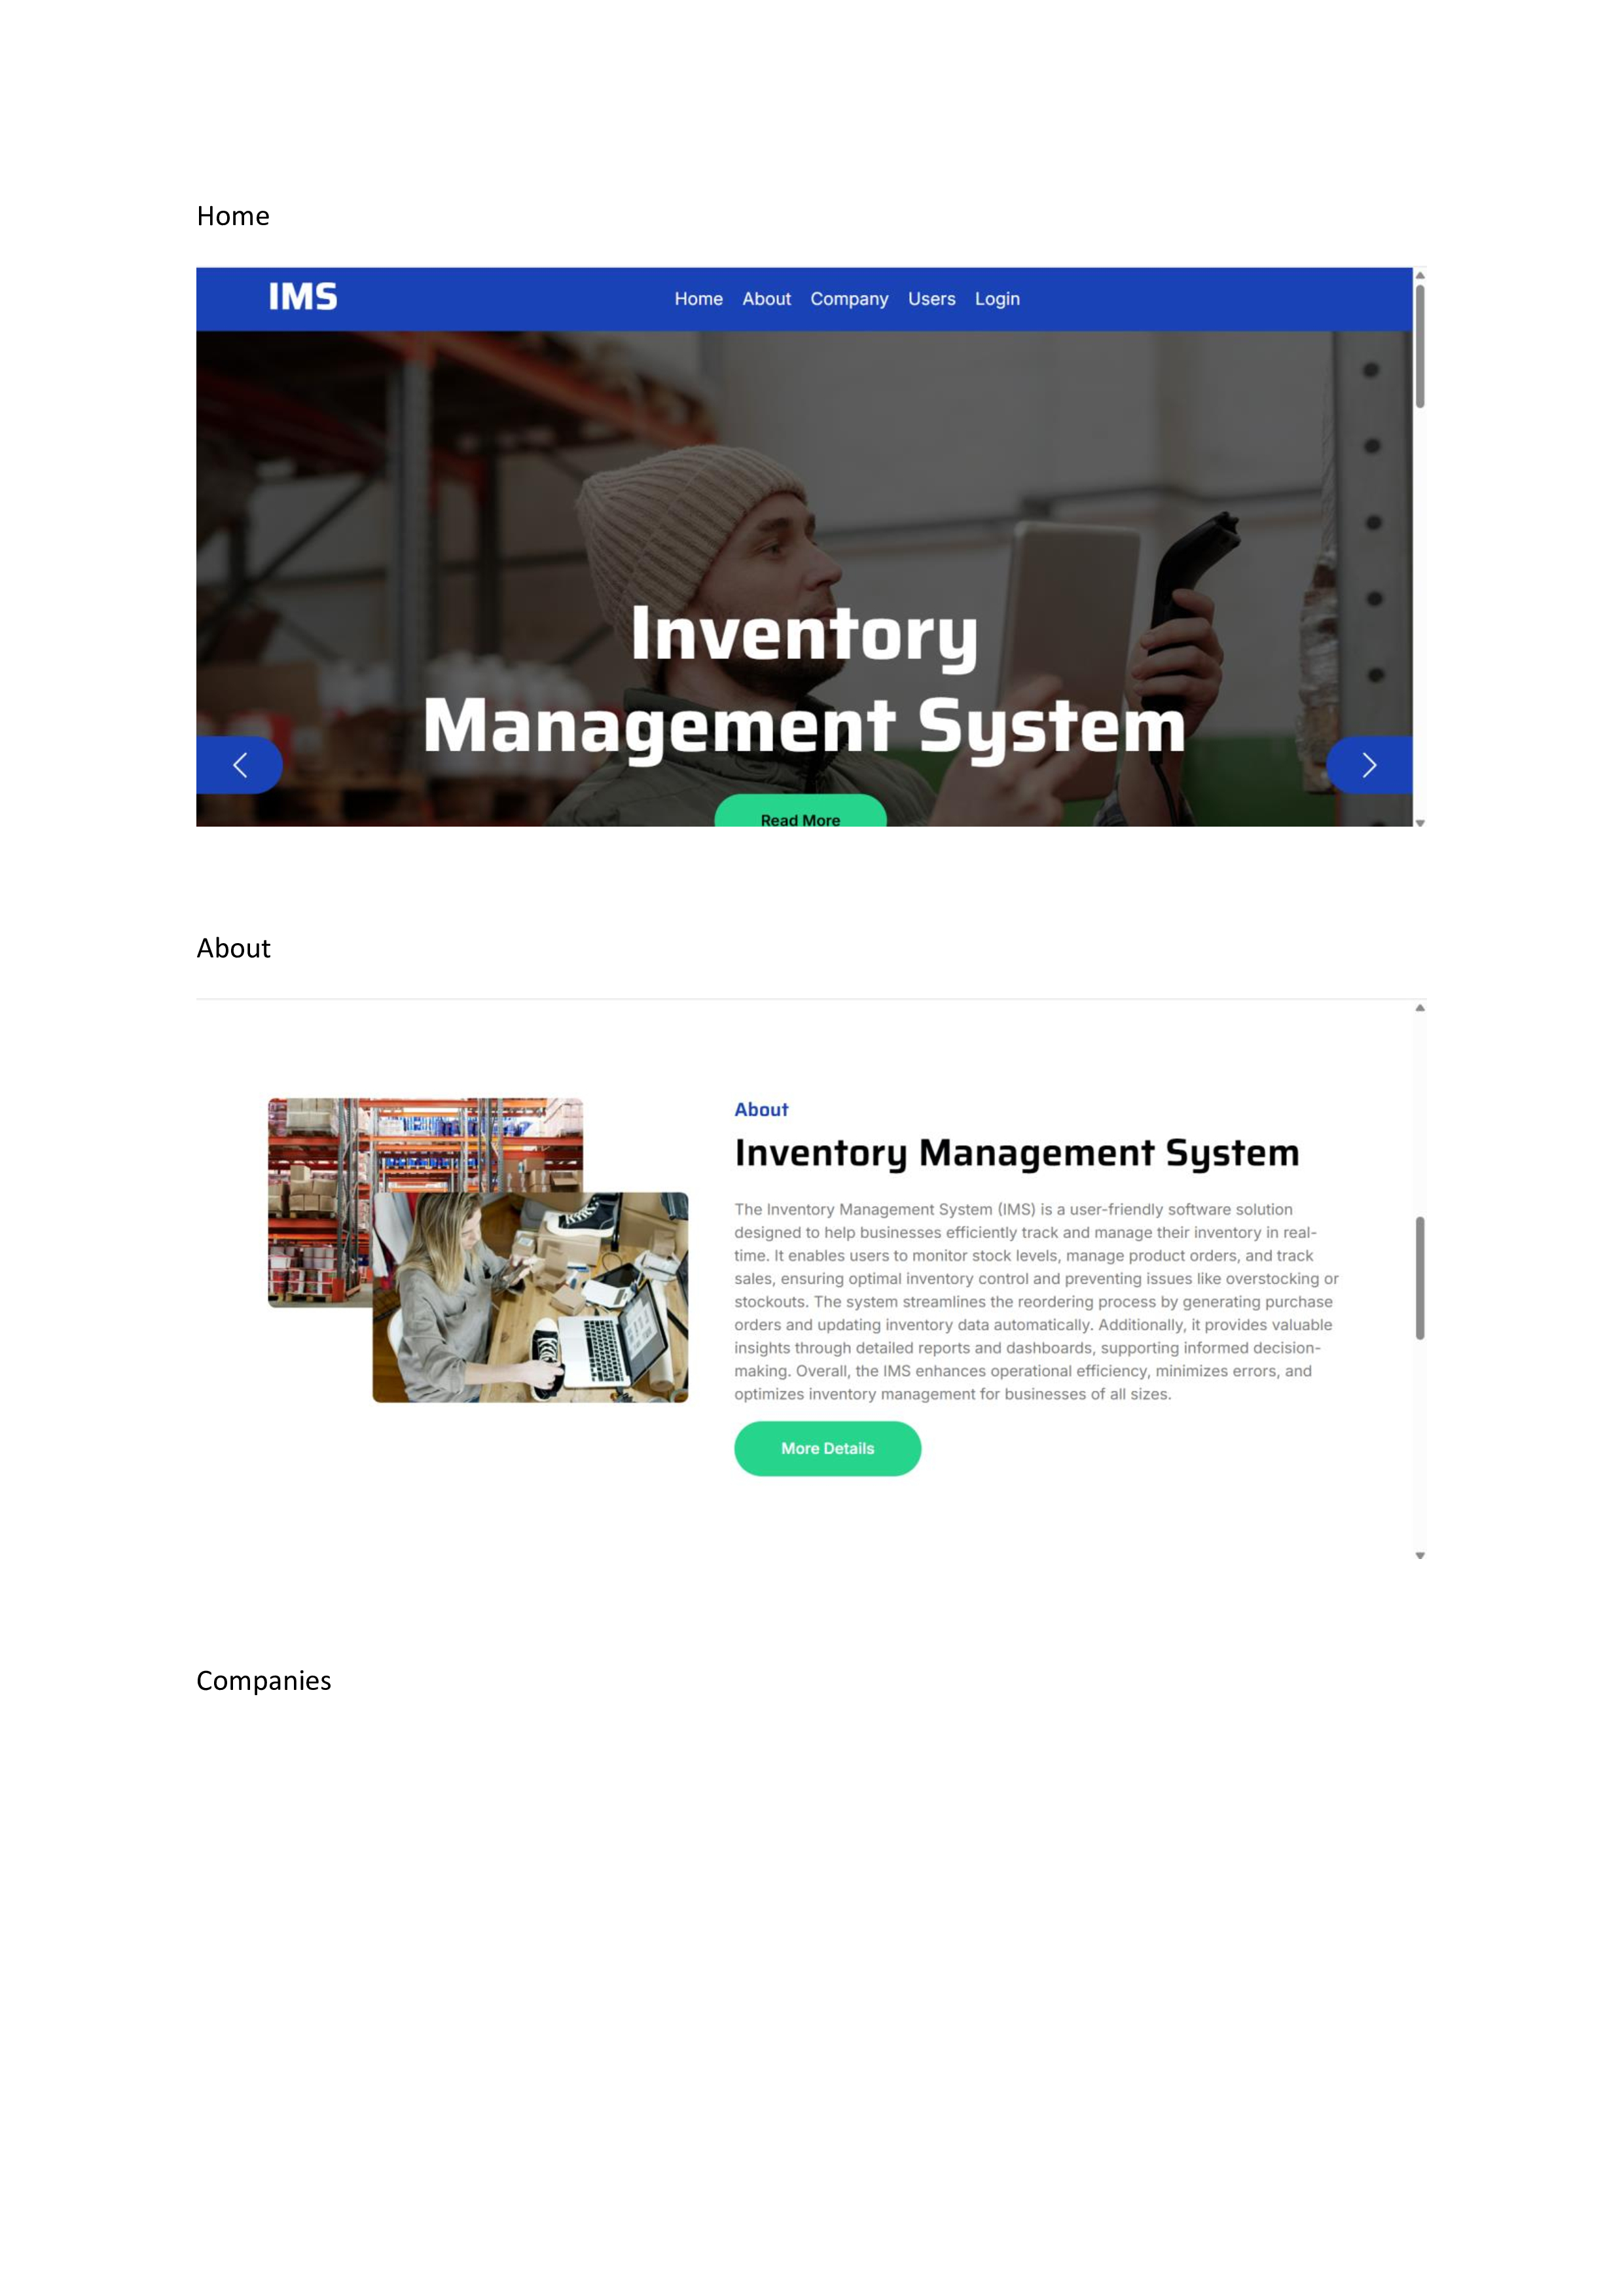 Home
IMS
Home About Company Users Login
Inventory
Management System
Read More
About
About
Inventory Management System
The Inventory Management System (IMS) is a user-friendly software solution
designed to help businesses efficiently track and manage their inventory in real-
time. It enables users to monitor stock levels, manage product orders, and track
sales, ensuring optimal inventory control and preventing issues like overstocking or
stockouts. The system streamlines the reordering process by generating purchase
orders and updating inventory data automatically. Additionally, it provides valuable
insights through detailed reports and dashboards, supporting informed decision-
making. Overall, the IMS enhances operational efficiency, minimizes errors, and
optimizes inventory management for businesses of all sizes.
More Details
Companies